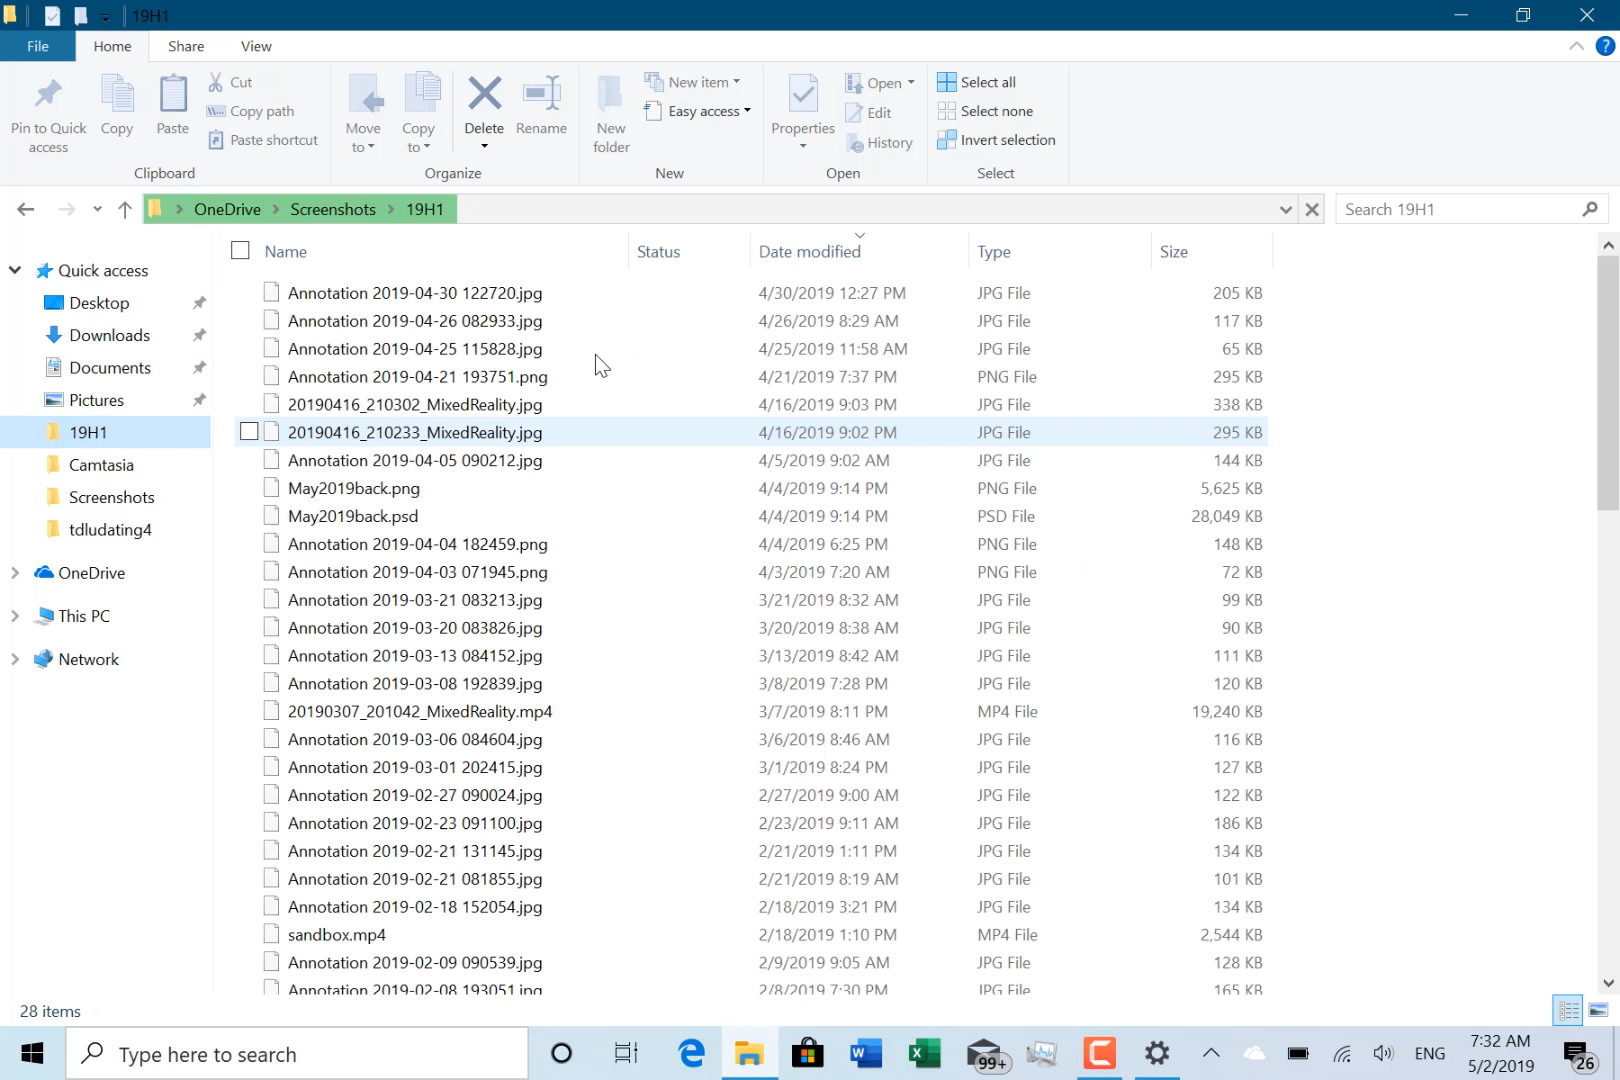 19H1
File Home Share View
Pin to Quick access
Copy
Paste
Cut
Copy path
Paste shortcut
Clipboard
Move to
Copy to
Delete
Rename
Organize
New folder
New item
Easy access
New
Properties
Open
Edit
History
Open
Select all
Select none
Invert selection
Select
OneDrive Screenshots 19H1
Search 19H1
Quick access
Desktop
Downloads
Documents
Pictures
19H1
Camtasia
Screenshots
tdludating4
OneDrive
This PC
Network
Name Status Date modified Type Size
Annotation 2019-04-30 122720.jpg 4/30/2019 12:27 PM JPG File 205 KB
Annotation 2019-04-26 082933.jpg 4/26/2019 8:29 AM JPG File 117 KB
Annotation 2019-04-25 115828.jpg 4/25/2019 11:58 AM JPG File 65 KB
Annotation 2019-04-21 193751.png 4/21/2019 7:37 PM PNG File 295 KB
20190416_210302_MixedReality.jpg 4/16/2019 9:03 PM JPG File 338 KB
20190416_210233_MixedReality.jpg 4/16/2019 9:02 PM JPG File 295 KB
Annotation 2019-04-05 090212.jpg 4/5/2019 9:02 AM JPG File 144 KB
May2019back.png 4/4/2019 9:14 PM PNG File 5,625 KB
May2019back.psd 4/4/2019 9:14 PM PSD File 28,049 KB
Annotation 2019-04-04 182459.png 4/4/2019 6:25 PM PNG File 148 KB
Annotation 2019-04-03 071945.png 4/3/2019 7:20 AM PNG File 72 KB
Annotation 2019-03-21 083213.jpg 3/21/2019 8:32 AM JPG File 99 KB
Annotation 2019-03-20 083826.jpg 3/20/2019 8:38 AM JPG File 90 KB
Annotation 2019-03-13 084152.jpg 3/13/2019 8:42 AM JPG File 111 KB
Annotation 2019-03-08 192839.jpg 3/8/2019 7:28 PM JPG File 120 KB
20190307_201042_MixedReality.mp4 3/7/2019 8:11 PM MP4 File 19,240 KB
Annotation 2019-03-06 084604.jpg 3/6/2019 8:46 AM JPG File 116 KB
Annotation 2019-03-01 202415.jpg 3/1/2019 8:24 PM JPG File 127 KB
Annotation 2019-02-27 090024.jpg 2/27/2019 9:00 AM JPG File 122 KB
Annotation 2019-02-23 091100.jpg 2/23/2019 9:11 AM JPG File 186 KB
Annotation 2019-02-21 131145.jpg 2/21/2019 1:11 PM JPG File 134 KB
Annotation 2019-02-21 081855.jpg 2/21/2019 8:19 AM JPG File 101 KB
Annotation 2019-02-18 152054.jpg 2/18/2019 3:21 PM JPG File 134 KB
sandbox.mp4 2/18/2019 1:10 PM MP4 File 2,544 KB
Annotation 2019-02-09 090539.jpg 2/9/2019 9:05 AM JPG File 128 KB
Annotation 2019-02-08 193051.jpg 2/8/2019 7:30 PM JPG File 165 KB
28 items
Type here to search
99+
ENG
7:32 AM
5/2/2019
26